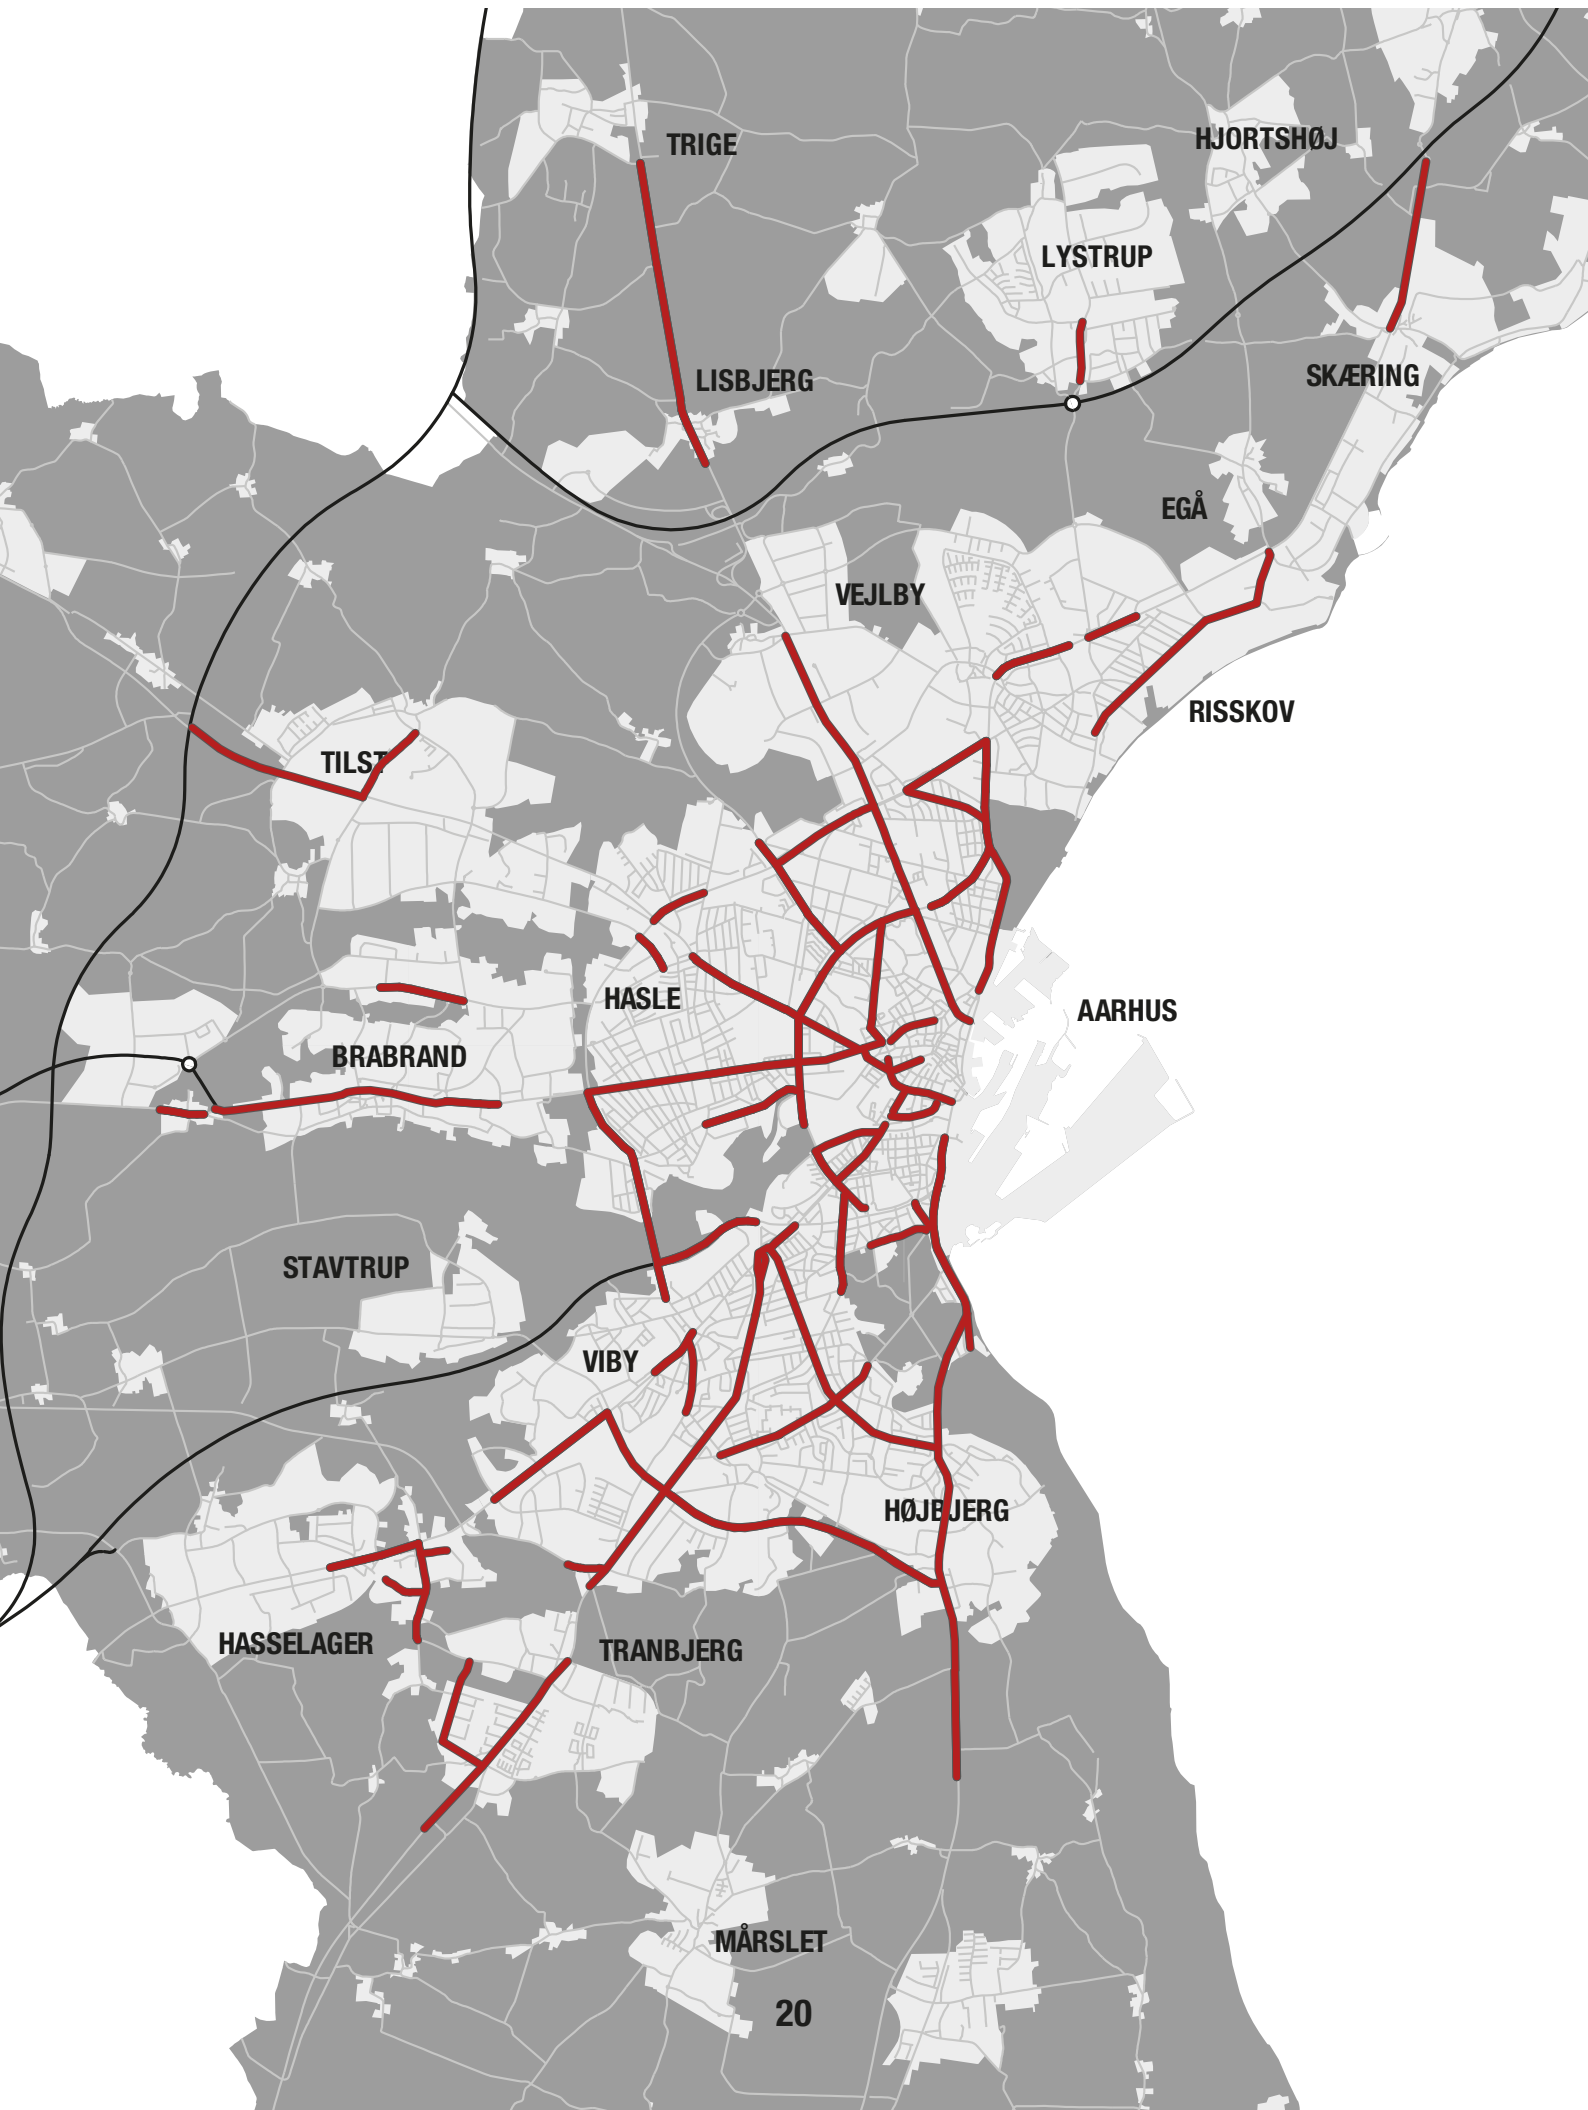 TRIGE
HJORTSHØJ
LYSTRUP
LISBJERG
SKÆRING
EGÅ
VEJLBY
RISSKOV
TILST
HASLE
AARHUS
BRABRAND
STAVTRUP
VIBY
HØJBJERG
HASSELAGER
TRANBJERG
MÅRSLET
20